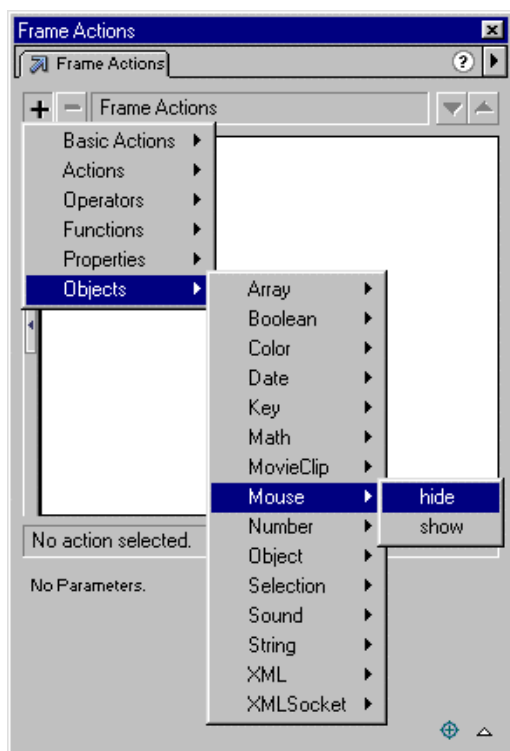 Frame Actions
Frame Actions
?
Frame Actions
Basic Actions
Actions
Operators
Functions
Properties
Objects
Array
Boolean
Color
Date
Key
Math
MovieClip
Mouse
hide
Number
show
Object
Selection
Sound
String
XML
XMLSocket
No action selected.
No Parameters.